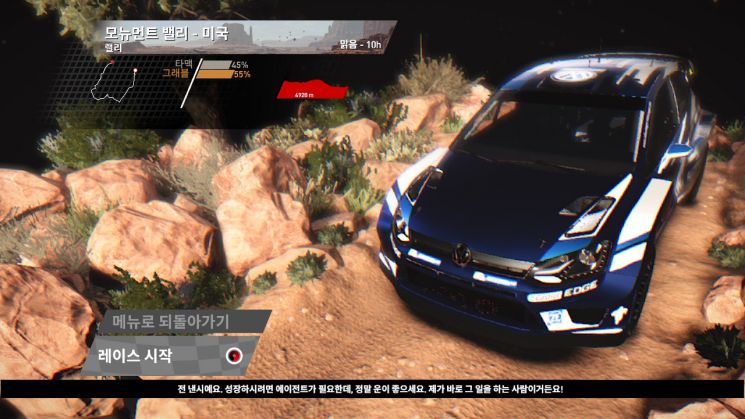 모뉴먼트 밸리 - 미국
랠리
맑음 - 10h
타맥 45%
그래블 55%
4920 m
EDGE
메뉴로 되돌아가기
레이스 시작
전 낸시예요. 성장하시려면 에이전트가 필요한데, 정말 운이 좋으세요. 제가 바로 그 일을 하는 사람이거든요!